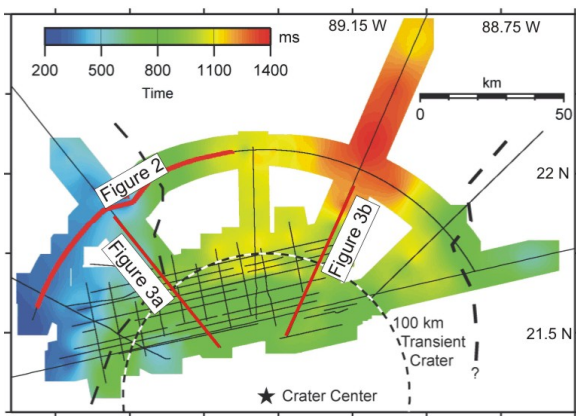 89.15 W
88.75 W
ms
200 500 800 1100 1400
Time
km
0 50
Figure 2
22 N
Figure 3a
Figure 3b
100 km
Transient
Crater
21.5 N
?
Crater Center